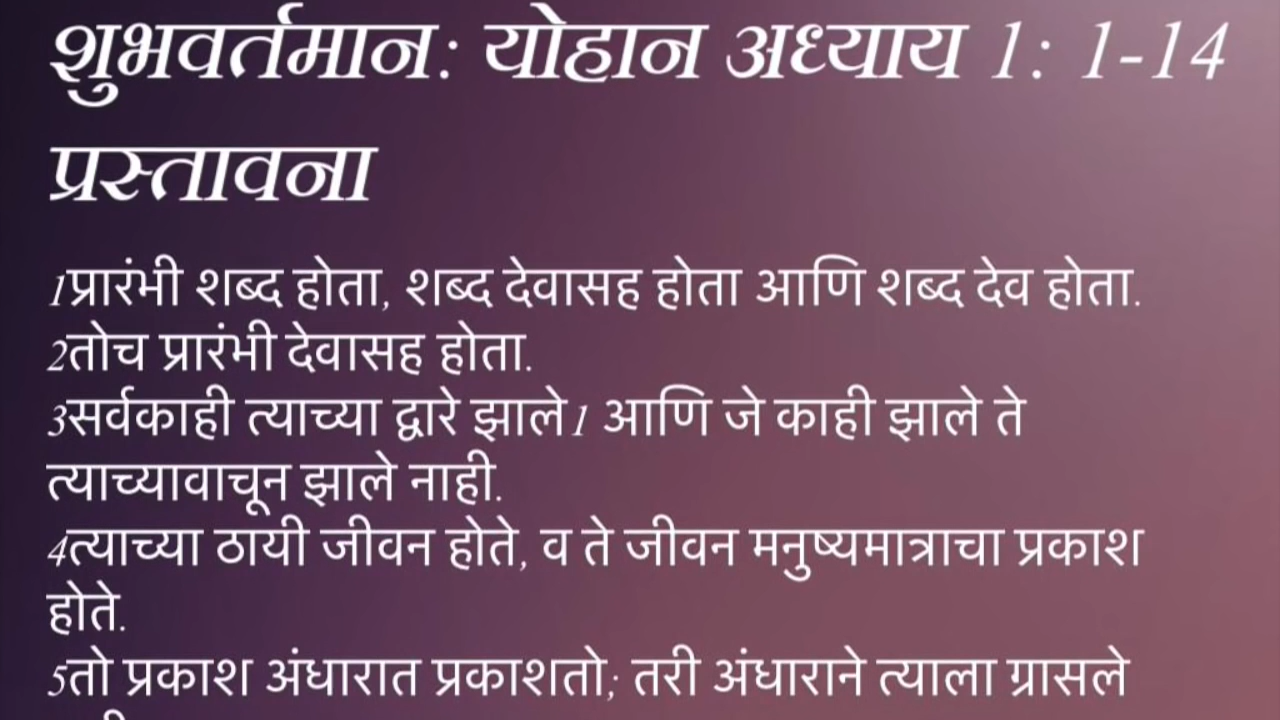 शुभवर्तमान: योहान अध्याय 1: 1-14
प्रस्तावना
1प्रारंभी शब्द होता, शब्द देवासह होता आणि शब्द देव होता.
2तोच प्रारंभी देवासह होता.
3सर्वकाही त्याच्या द्वारे झाले1 आणि जे काही झाले ते
त्याच्यावाचून झाले नाही.
4त्याच्या ठायी जीवन होते, व ते जीवन मनुष्यमात्राचा प्रकाश
होते.
5तो प्रकाश अंधारात प्रकाशतो; तरी अंधाराने त्याला ग्रासले